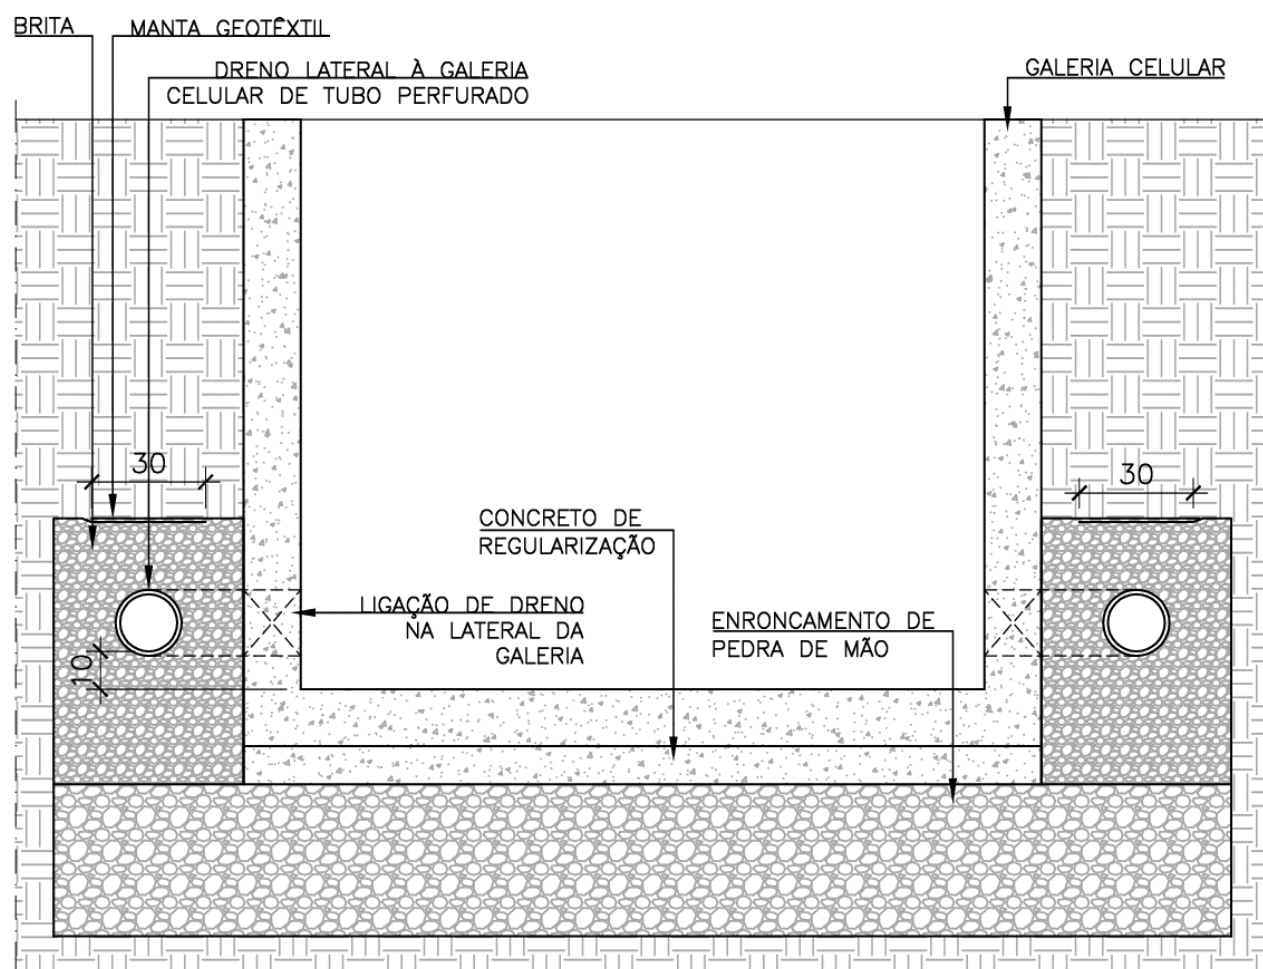 BRITA
MANTA GEOTÊXTIL
DRENO LATERAL À GALERIA
CELULAR DE TUBO PERFURADO
GALERIA CELULAR
30
30
CONCRETO DE
REGULARIZAÇÃO
LIGAÇÃO DE DRENO
NA LATERAL DA
GALERIA
ENRONCAMENTO DE
PEDRA DE MÃO
10